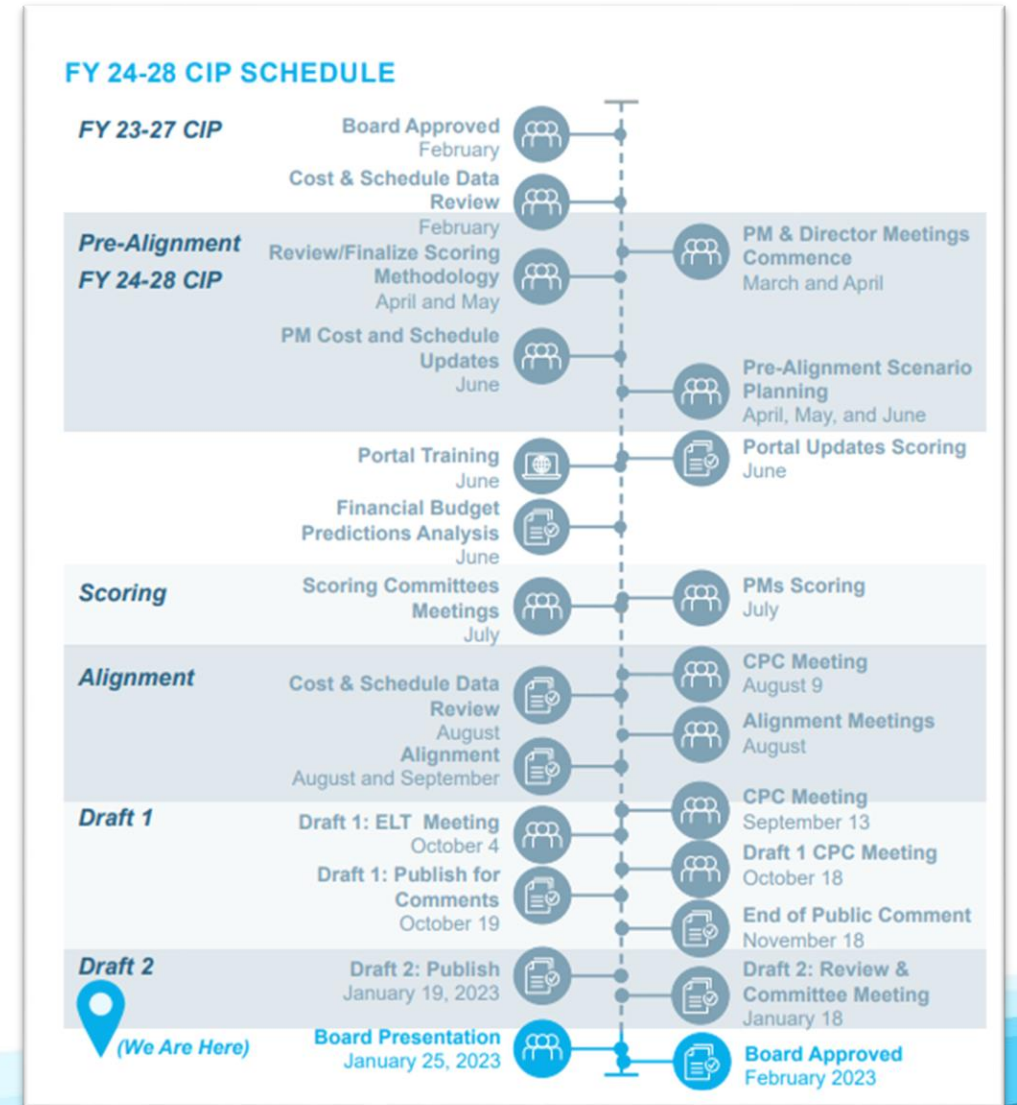 FY 24-28 CIP SCHEDULE
FY 23-27 CIP
Board Approved
February
Cost & Schedule Data
Review
February
Pre-Alignment
FY 24-28 CIP
PM & Director Meetings
Commence
March and April
Review/Finalize Scoring
Methodology
April and May
PM Cost and Schedule
Updates
June
Pre-Alignment Scenario
Planning
April, May, and June
Portal Training
June
Portal Updates Scoring
June
Financial Budget
Predictions Analysis
June
Scoring
Scoring Committees
Meetings
July
PMs Scoring
July
Alignment
CPC Meeting
August 9
Cost & Schedule Data
Review
August
Alignment Meetings
August
Alignment
August and September
Draft 1
CPC Meeting
September 13
Draft 1: ELT Meeting
October 4
Draft 1 CPC Meeting
October 18
Draft 1: Publish for
Comments
October 19
End of Public Comment
November 18
Draft 2
Draft 2: Publish
January 19, 2023
Draft 2: Review &
Committee Meeting
January 18
(We Are Here)
Board Presentation
January 25, 2023
Board Approved
February 2023